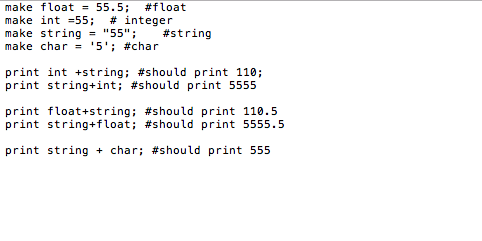 make float = 55.5;  #float
make int =55;  # integer
make string = "55";   #string
make char = '5'; #char
print int +string; #should print 110;
print string+int; #should print 5555
print float+string; #should print 110.5
print string+float; #should print 5555.5
print string + char; #should print 555